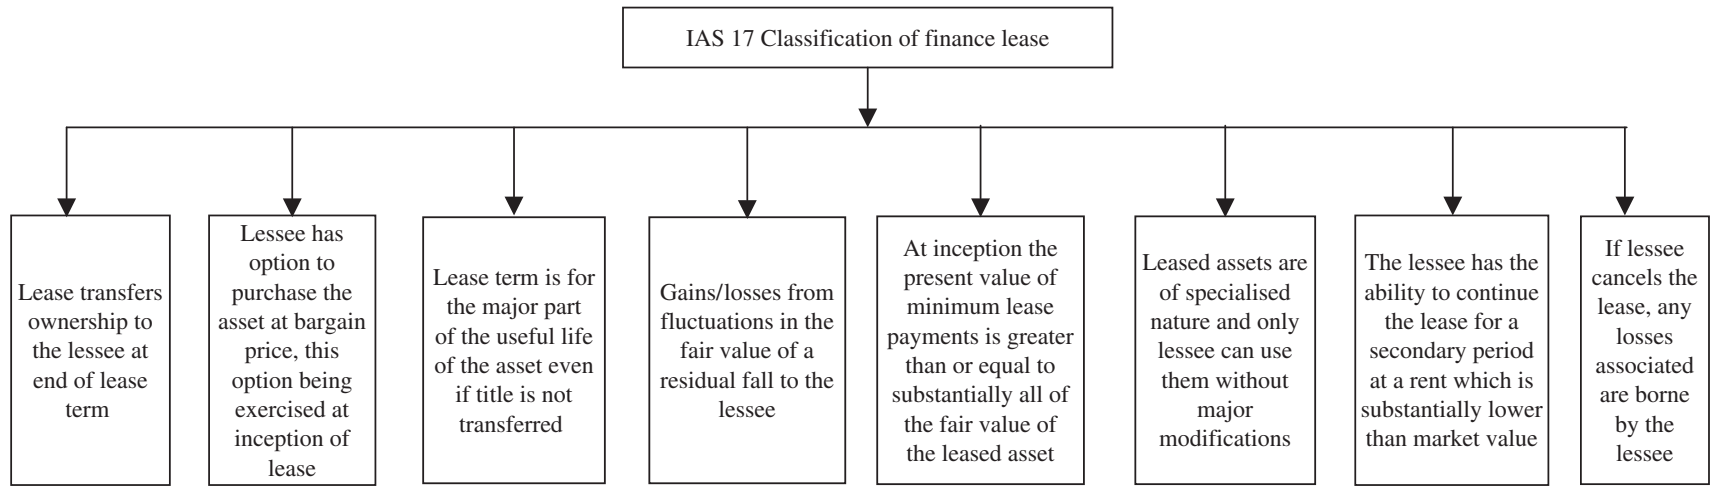 IAS 17 Classification of finance lease
Lease transfers
ownership to
the lessee at
end of lease
term
Lessee has
option to
purchase the
asset at bargain
price, this
option being
exercised at
inception of
lease
Lease term is for
the major part
of the useful life
of the asset even
if title is not
transferred
Gains/losses from
fluctuations in the
fair value of a
residual fall to the
lessee
At inception the
present value of
minimum lease
payments is greater
than or equal to
substantially all of
the fair value of
the leased asset
Leased assets are
of specialised
nature and only
lessee can use
them without
major
modifications
The lessee has the
ability to continue
the lease for a
secondary period
at a rent which is
substantially lower
than market value
If lessee
cancels the
lease, any
losses
associated
are borne
by the
lessee